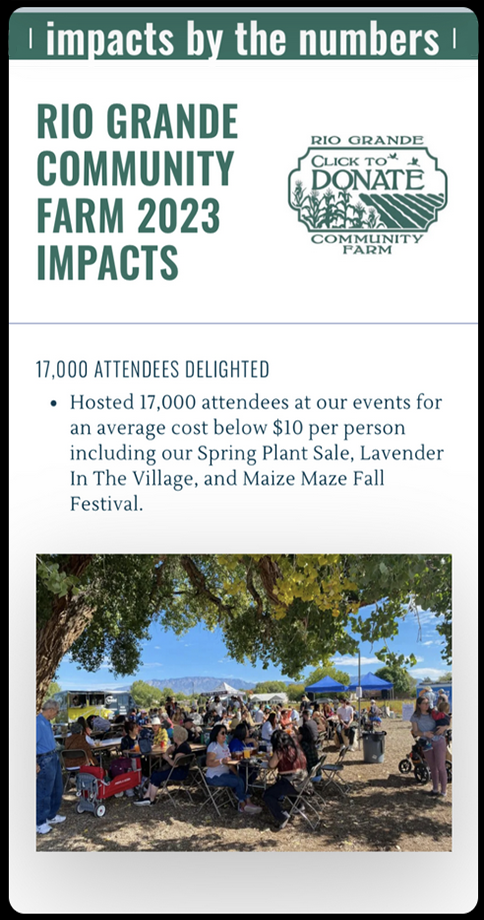 | impacts by the numbers |
RIO GRANDE
COMMUNITY
FARM 2023
IMPACTS
RIO GRANDE
CLICK TO
DONATE
COMMUNITY
FARM
17,000 ATTENDEES DELIGHTED
• Hosted 17,000 attendees at our events for
an average cost below $10 per person
including our Spring Plant Sale, Lavender
In The Village, and Maize Maze Fall
Festival.